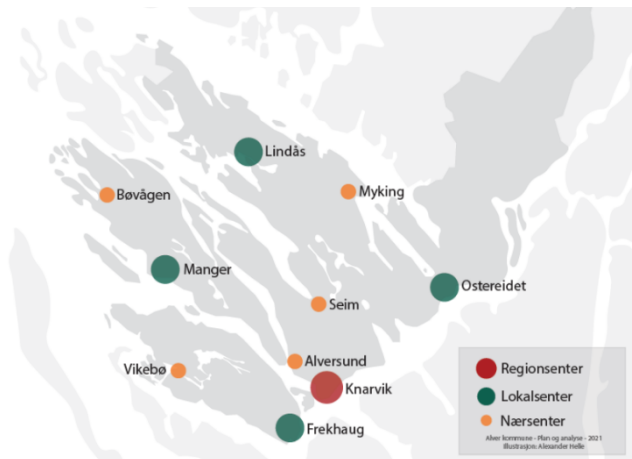 Lindås
Bøvågen
Myking
Manger
Ostereidet
Seim
Alversund
Vikebø
Knarvik
Frekhaug
Regionsenter
Lokalsenter
Nærsenter
Alver kommune - Plan og analyse - 2021
Illustrasjon: Alexander Helle